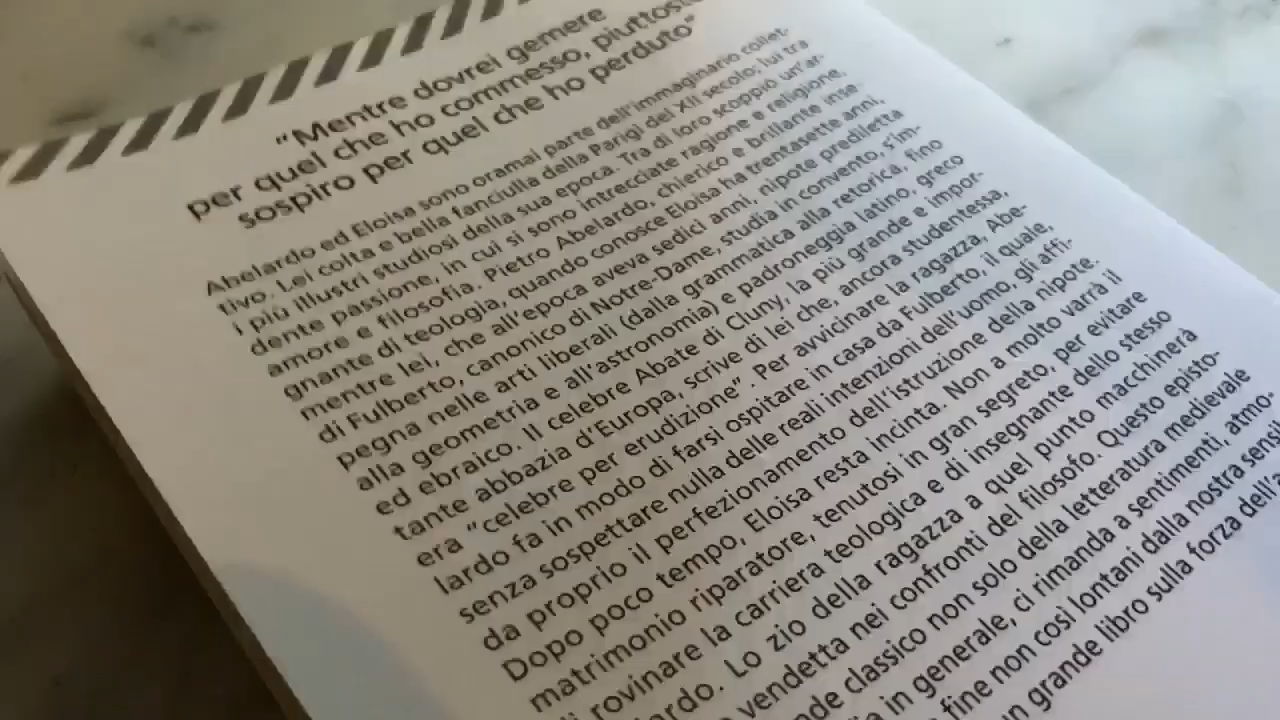 “Mentre dovrei gemere
per quel che ho commesso, piuttosto
sospiro per quel che ho perduto”
Abelardo ed Eloisa sono oramai parte dell'immaginario collet-
tivo. Lei colta e bella fanciulla della Parigi del XII secolo; lui tra
i più illustri studiosi della sua epoca. Tra di loro scoppiò un'ar-
dente passione, in cui si sono intrecciate ragione e religione,
amore e filosofia. Pietro Abelardo, chierico e brillante inse-
gnante di teologia, quando conosce Eloisa ha trentasette anni,
mentre lei, che all'epoca aveva sedici anni, nipote prediletta
di Fulberto, canonico di Notre-Dame, studia in convento, s'im-
pegna nelle arti liberali (dalla grammatica alla retorica, fino
alla geometria e all'astronomia) e padroneggia latino, greco
ed ebraico. Il celebre Abate di Cluny, la più grande e impor-
tante abbazia d'Europa, scrive di lei che, ancora studentessa,
era “celebre per erudizione”. Per avvicinare la ragazza, Abe-
lardo fa in modo di farsi ospitare in casa da Fulberto, il quale,
senza sospettare nulla delle reali intenzioni dell'uomo, gli affi-
da proprio il perfezionamento dell'istruzione della nipote.
Dopo poco tempo, Eloisa resta incinta. Non a molto varrà il
matrimonio riparatore, tenutosi in gran segreto, per evitare
di rovinare la carriera teologica e di insegnante dello stesso
ardo. Lo zio della ragazza a quel punto macchinerà
vendetta nei confronti del filosofo. Questo episto-
de classico non solo della letteratura medievale
in generale, ci rimanda a sentimenti, atmo-
fine non così lontani dalla nostra sensi
un grande libro sulla forza dell'a